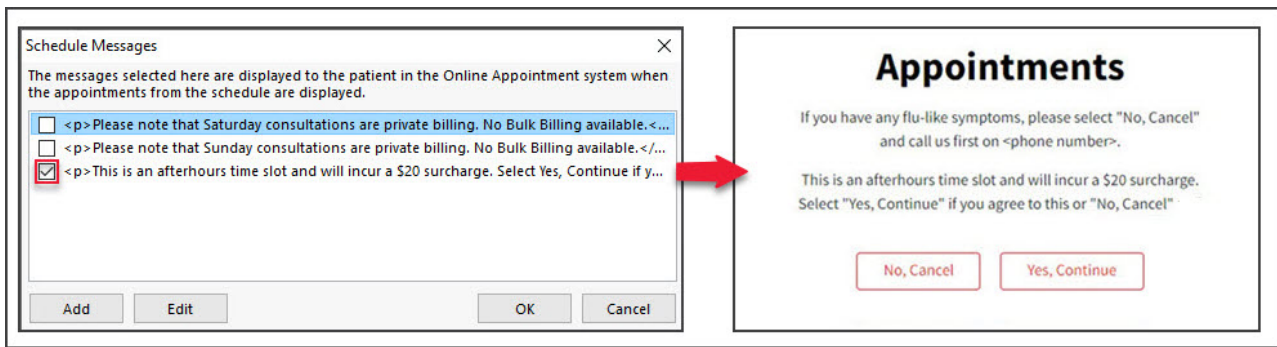 Schedule Messages
The messages selected here are displayed to the patient in the Online Appointment system when
the appointments from the schedule are displayed.
<p>Please note that Saturday consultations are private billing. No Bulk Billing available.<...
<p>Please note that Sunday consultations are private billing. No Bulk Billing available.</...
<p>This is an afterhours time slot and will incur a $20 surcharge. Select Yes, Continue if y...
Add Edit OK Cancel
Appointments
If you have any flu-like symptoms, please select "No, Cancel"
and call us first on <phone number>.
This is an afterhours time slot and will incur a $20 surcharge.
Select "Yes, Continue" if you agree to this or "No, Cancel"
No, Cancel Yes, Continue